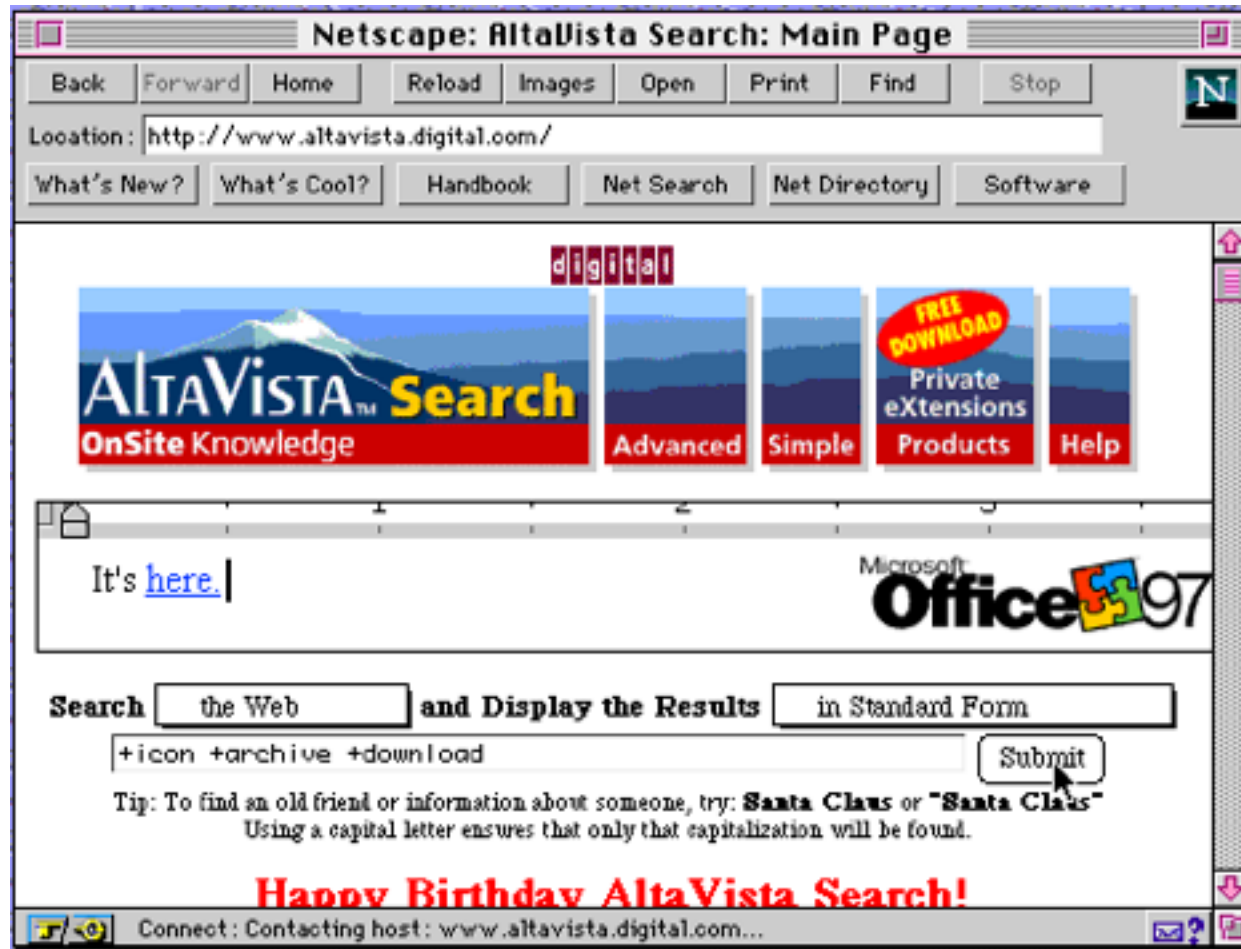 Netscape: AltaVista Search: Main Page
Back Forward Home Reload Images Open Print Find Stop
N
Location: http://www.altavista.digital.com/
What's New? What's Cool? Handbook Net Search Net Directory Software
digital
FREE DOWNLOAD
Private eXtensions
ALTAVISTA™ Search
OnSite Knowledge Advanced Simple Products Help
1 2 3
It's here.
Microsoft
Office 97
Search the Web and Display the Results in Standard Form
+icon +archive +download Submit
Tip: To find an old friend or information about someone, try: Santa Claus or "Santa Claus"
Using a capital letter ensures that only that capitalization will be found.
Happy Birthday AltaVista Search!
Connect: Contacting host: www.altavista.digital.com...